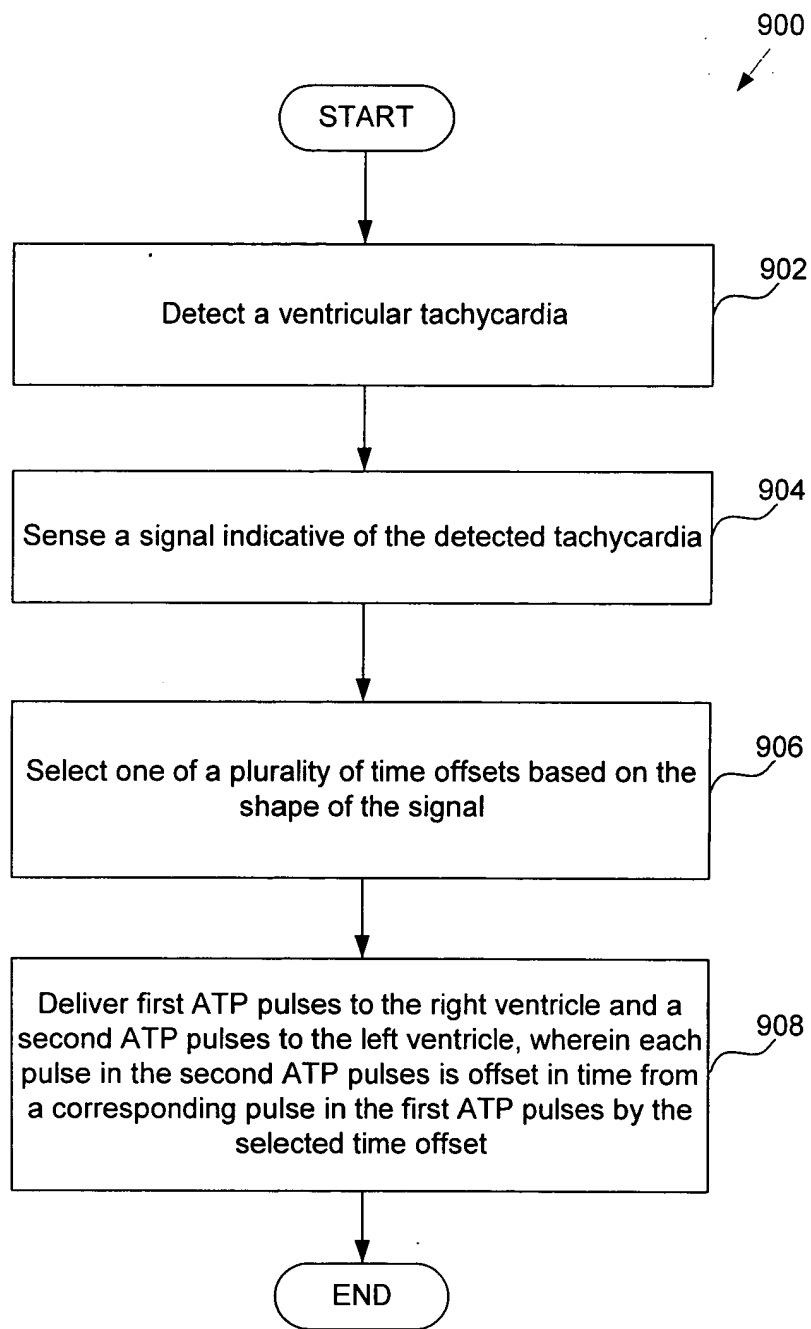 900
START
902
Detect a ventricular tachycardia
904
Sense a signal indicative of the detected tachycardia
906
Select one of a plurality of time offsets based on the
shape of the signal
Deliver first ATP pulses to the right ventricle and a
second ATP pulses to the left ventricle, wherein each
908
pulse in the second ATP pulses is offset in time from
a corresponding pulse in the first ATP pulses by the
selected time offset
END